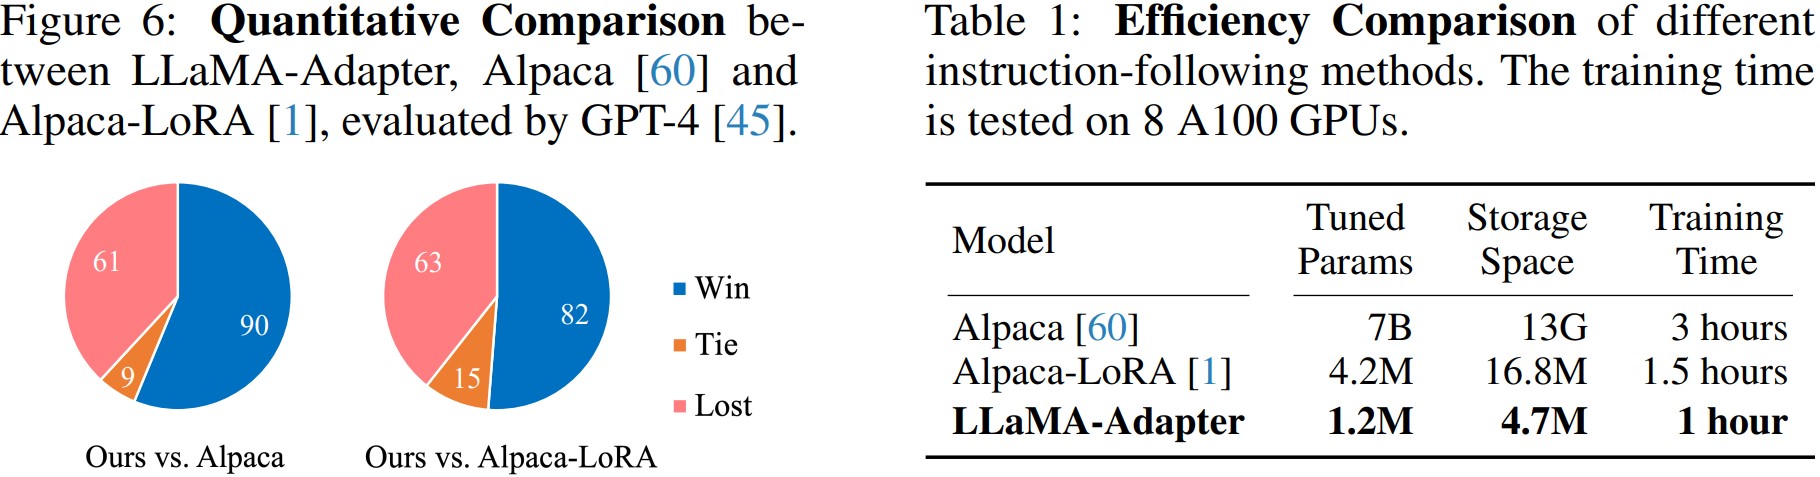 Figure 6: Quantitative Comparison be-
tween LLaMA-Adapter, Alpaca [60] and
Alpaca-LoRA [1], evaluated by GPT-4 [45].
61
90
9
Ours vs. Alpaca
63
82
15
Ours vs. Alpaca-LoRA
Win
Tie
Lost
Table 1: Efficiency Comparison of different
instruction-following methods. The training time
is tested on 8 A100 GPUs.
Model Tuned Params Storage Space Training Time
Alpaca [60] 7B 13G 3 hours
Alpaca-LoRA [1] 4.2M 16.8M 1.5 hours
LLaMA-Adapter 1.2M 4.7M 1 hour